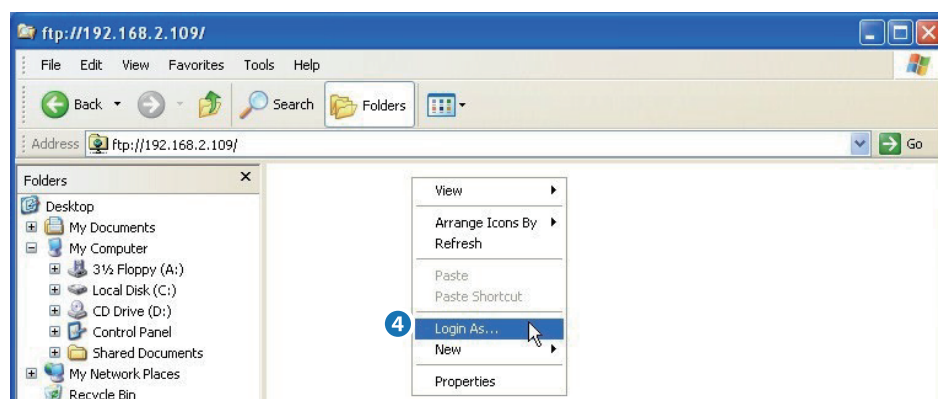 ftp://192.168.2.109/
File Edit View Favorites Tools Help
Back Search Folders
Address ftp://192.168.2.109/ Go
Folders
Desktop
My Documents
My Computer
3½ Floppy (A:)
Local Disk (C:)
CD Drive (D:)
Control Panel
Shared Documents
My Network Places
Recycle Bin
View
Arrange Icons By
Refresh
Paste
Paste Shortcut
4 Login As...
New
Properties